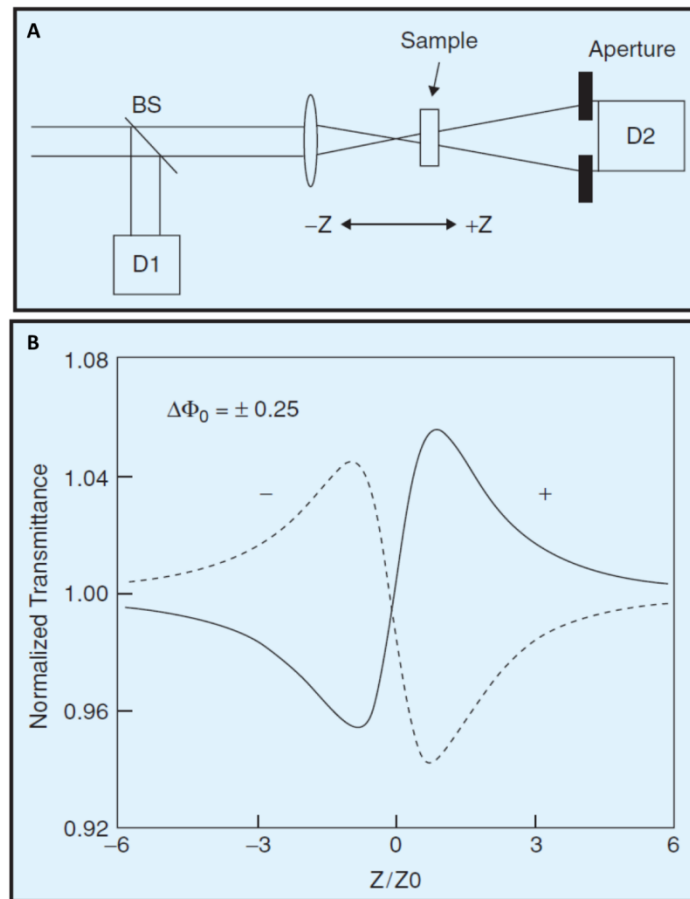 A
Sample
Aperture
BS
D2
−Z
+Z
D1
B
1.08
ΔΦ₀ = ± 0.25
1.04
−
+
1.00
0.96
0.92
−6
−3
0
3
6
Normalized Transmittance
Z/Z0